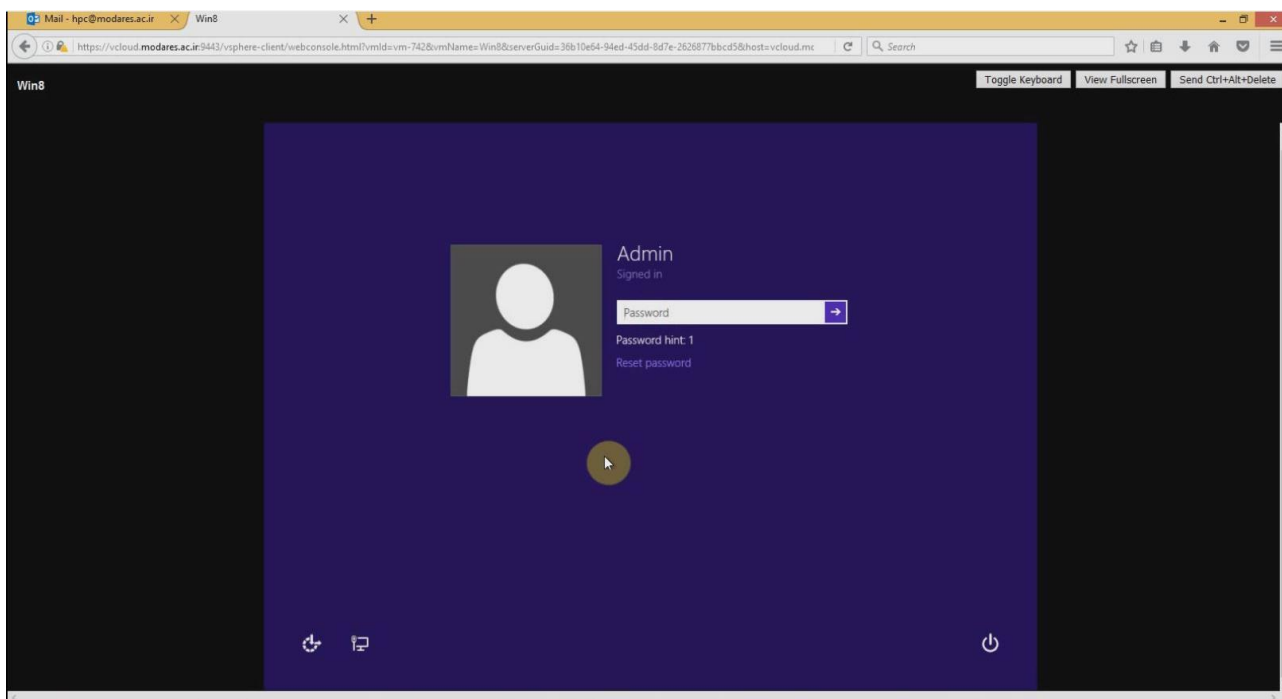 Mail - hpc@modares.ac.ir
Win8
https://vcloud.modares.ac.ir:9443/vsphere-client/webconsole.html?vmId=vm-742&vmName=Win8&serverGuid=36b10e64-94ed-45dd-8d7e-2626877bbcd5&host=vcloud.mc
Search
Win8
Toggle Keyboard
View Fullscreen
Send Ctrl+Alt+Delete
Admin
Signed in
Password
Password hint: 1
Reset password